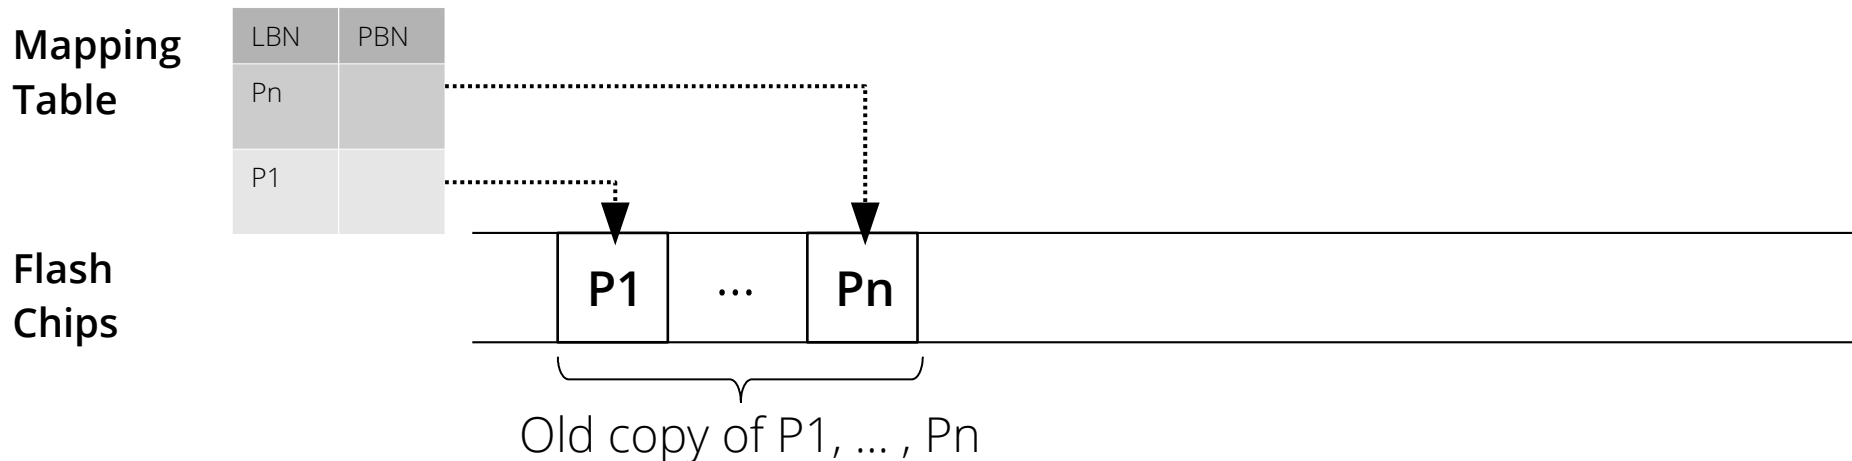 Mapping
Table
LBN PBN
Pn
P1
Flash
Chips
P1 ... Pn
Old copy of P1, ... , Pn